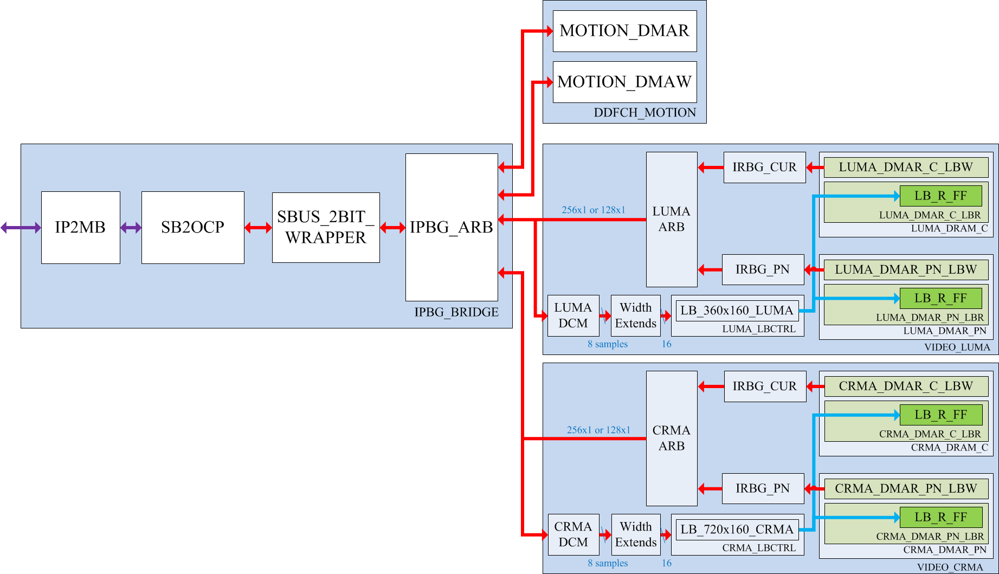 MOTION_DMAR
MOTION_DMAW
DDFCH_MOTION
IP2MB
SB2OCP
SBUS_2BIT_
WRAPPER
IPBG_ARB
IPBG_BRIDGE
256x1 or 128x1
LUMA
ARB
IRBG_CUR
IRBG_PN
LUMA_DMAR_C_LBW
LB_R_FF
LUMA_DMAR_C_LBR
LUMA_DRAM_C
LUMA_DMAR_PN_LBW
LB_R_FF
LUMA_DMAR_PN_LBR
LUMA_DMAR_PN
LUMA
DCM
Width
Extends
LB_360x160_LUMA
LUMA_LBCTRL
8 samples
16
VIDEO_LUMA
256x1 or 128x1
CRMA
ARB
IRBG_CUR
IRBG_PN
CRMA_DMAR_C_LBW
LB_R_FF
CRMA_DMAR_C_LBR
CRMA_DRAM_C
CRMA_DMAR_PN_LBW
LB_R_FF
CRMA_DMAR_PN_LBR
CRMA_DMAR_PN
CRMA
DCM
Width
Extends
LB_720x160_CRMA
CRMA_LBCTRL
8 samples
16
VIDEO_CRMA